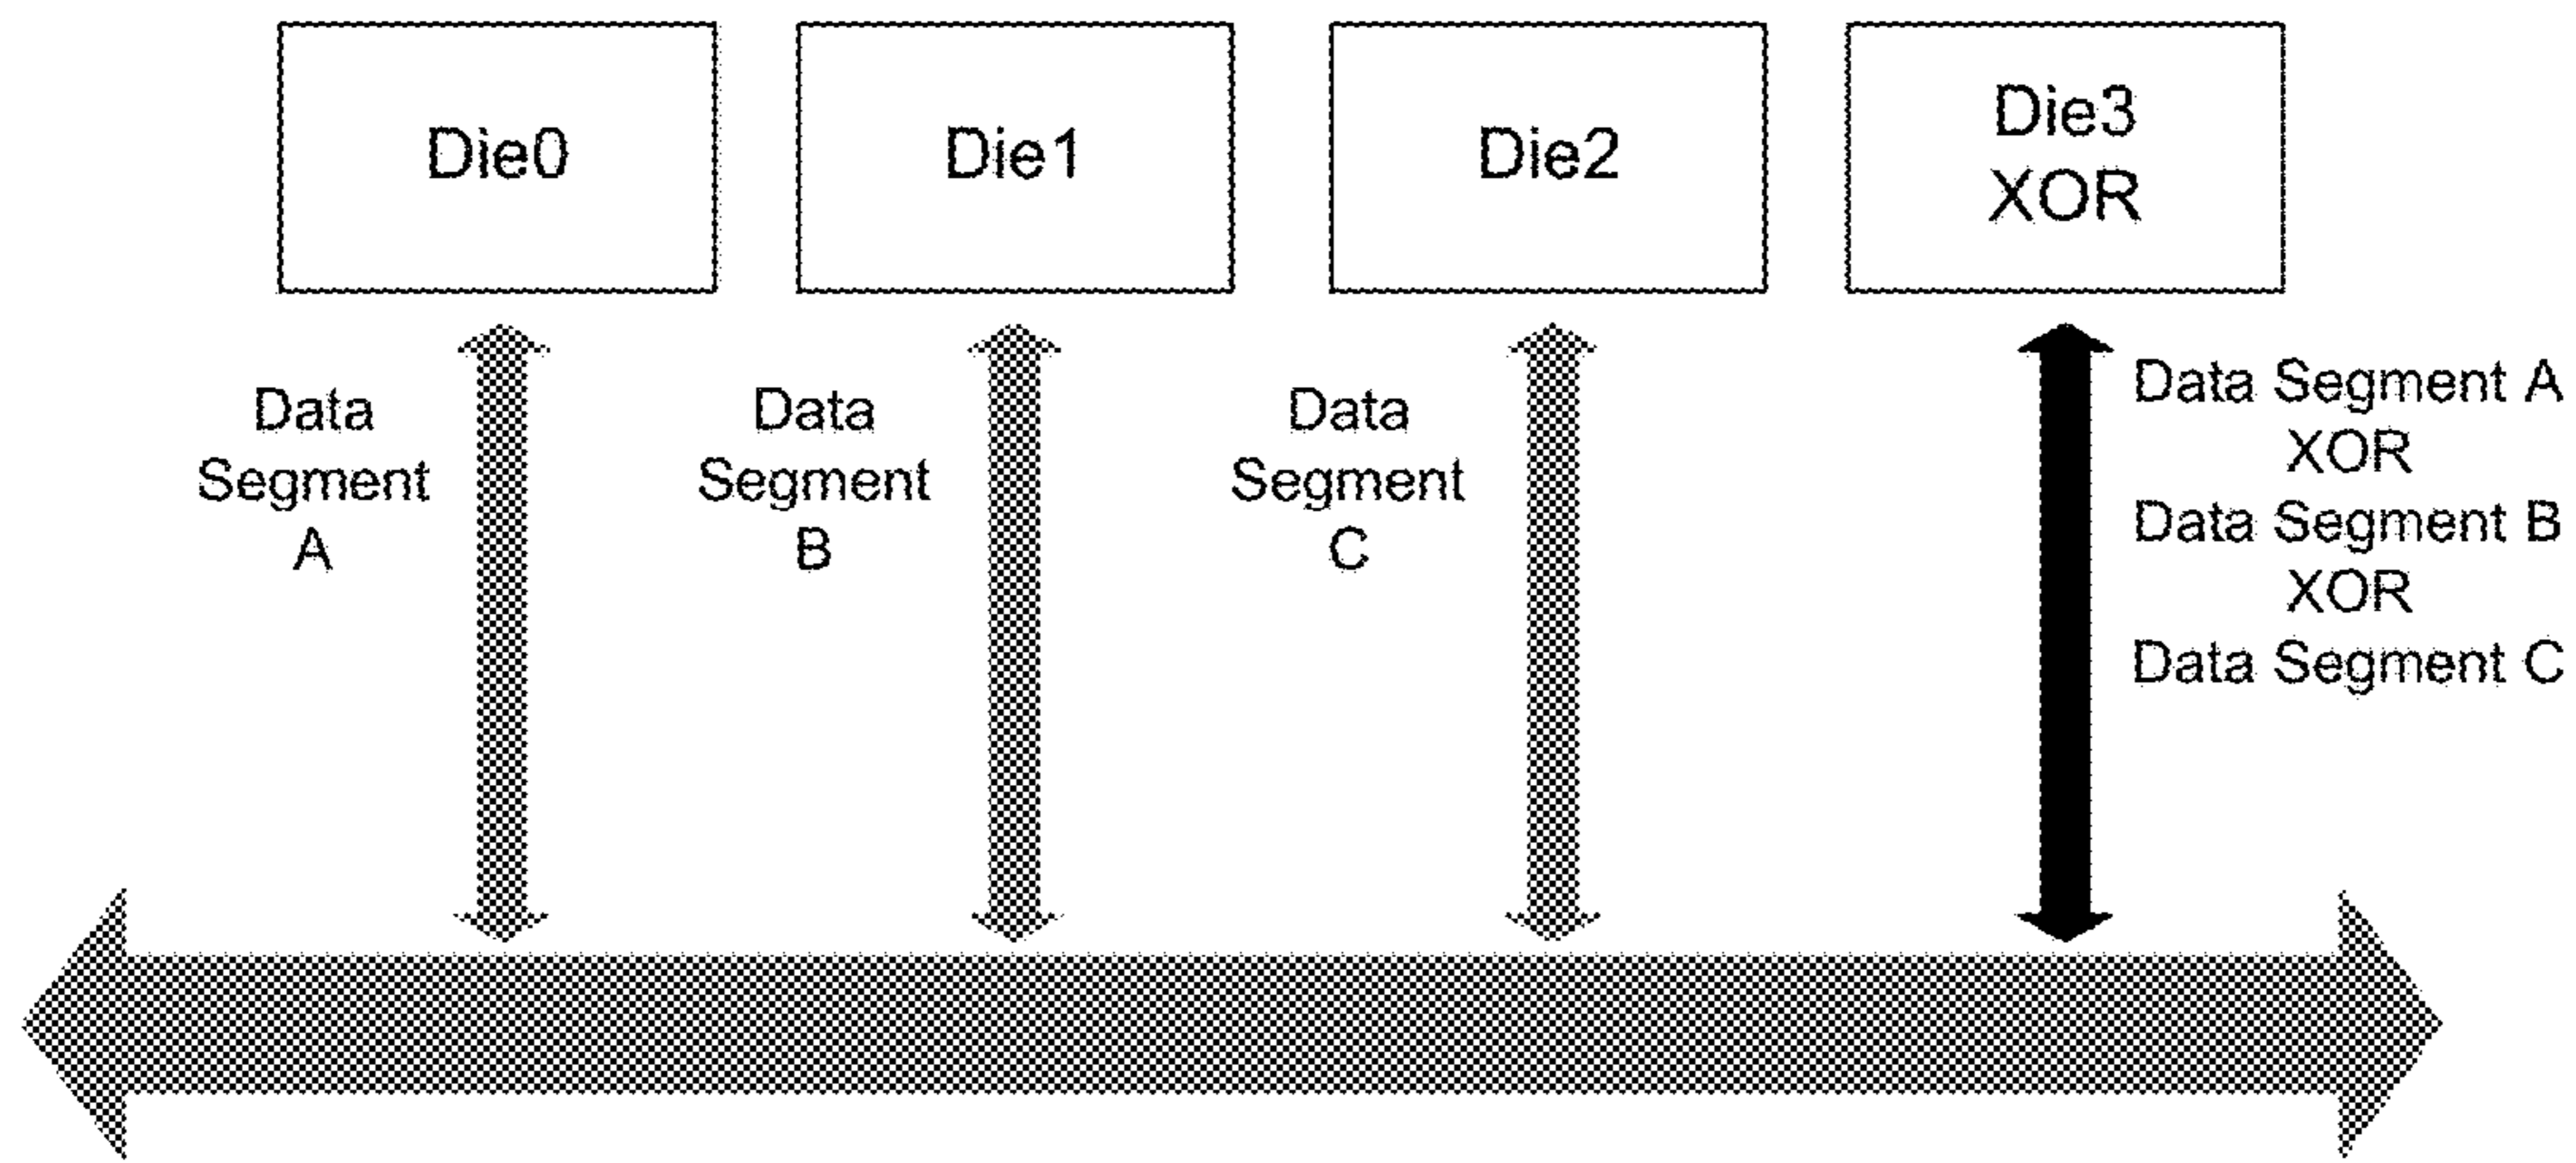 Die0
Die1
Die2
Die3
XOR
Data
Segment
A
Data
Segment
B
Data
Segment
C
Data Segment A
XOR
Data Segment B
XOR
Data Segment C